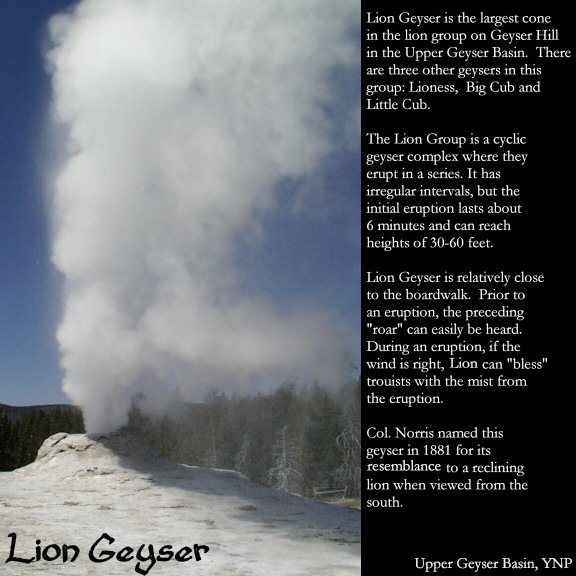 Lion Geyser is the largest cone
in the lion group on Geyser Hill
in the Upper Geyser Basin.  There
are three other geysers in this
group: Lioness,  Big Cub and
Little Cub.
The Lion Group is a cyclic
geyser complex where they
erupt in a series. It has
irregular intervals, but the
initial eruption lasts about
6 minutes and can reach
heights of 30-60 feet.
Lion Geyser is relatively close
to the boardwalk.  Prior to
an eruption, the preceding
"roar" can easily be heard.
During an eruption, if the
wind is right, Lion can "bless"
trouists with the mist from
the eruption.
Col. Norris named this
geyser in 1881 for its
resemblance to a reclining
lion when viewed from the
south.
Lion Geyser
Upper Geyser Basin, YNP